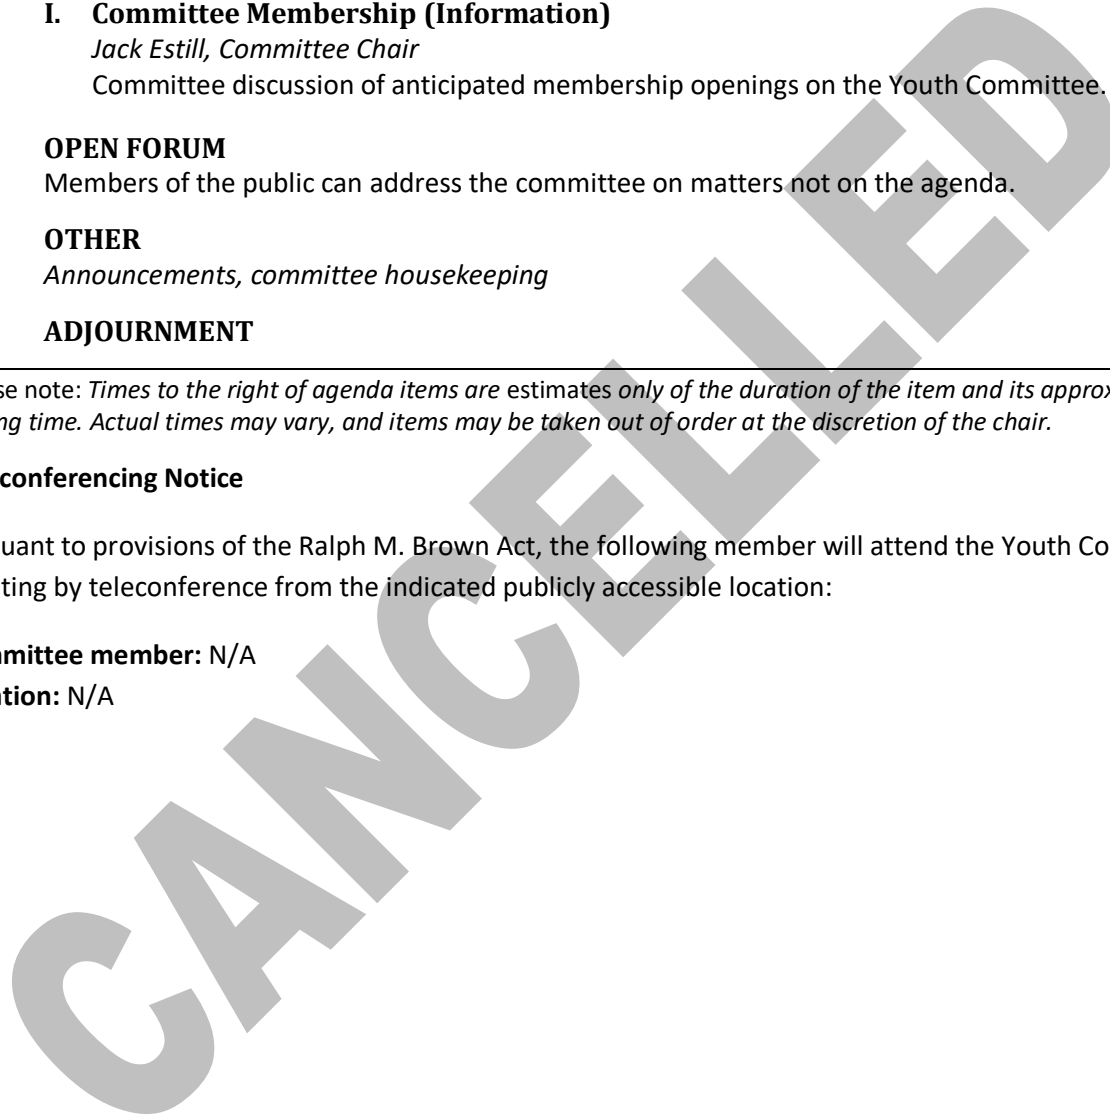 I. Committee Membership (Information)
Jack Estill, Committee Chair
Committee discussion of anticipated membership openings on the Youth Committee.
OPEN FORUM
Members of the public can address the committee on matters not on the agenda.
OTHER
Announcements, committee housekeeping
ADJOURNMENT
se note: Times to the right of agenda items are estimates only of the duration of the item and its approx
ng time. Actual times may vary, and items may be taken out of order at the discretion of the chair.
conferencing Notice
uant to provisions of the Ralph M. Brown Act, the following member will attend the Youth Co
ting by teleconference from the indicated publicly accessible location:
mittee member: N/A
ation: N/A
CANCELLED